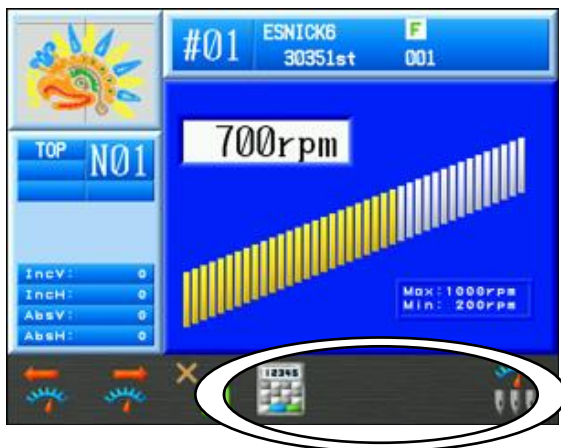 #01 ESNICK6 F
30351st 001
TOP N01
700rpm
IncV: 0
IncH: 0
AbsV: 0
AbsH: 0
Max:1000rpm
Min: 200rpm
12345